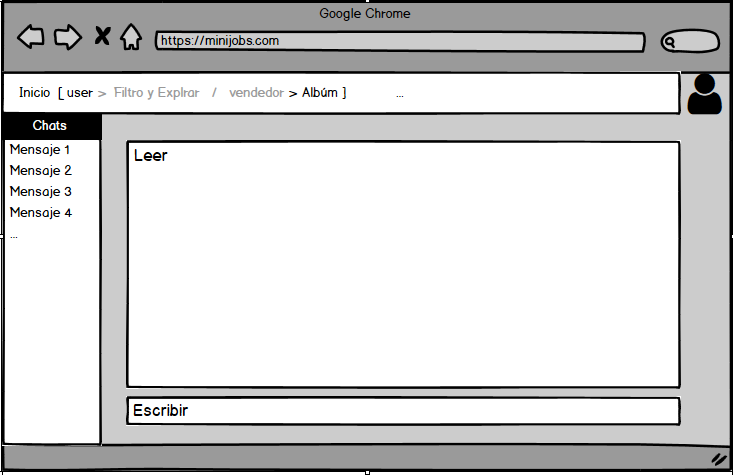 Google Chrome
https://minijobs.com
Inicio [ user > Filtro y Explrar / vendedor > Albúm ] ...
Chats
Mensaje 1
Mensaje 2
Mensaje 3
Mensaje 4
...
Leer
Escribir